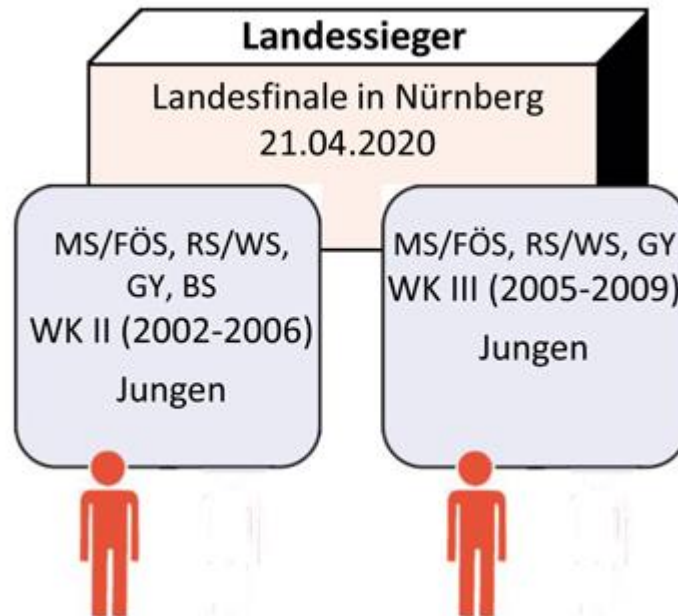 Landessieger
Landesfinale in Nürnberg
21.04.2020
MS/FÖS, RS/WS,
GY, BS
WK II (2002-2006)
Jungen
MS/FÖS, RS/WS, GY
WK III (2005-2009)
Jungen